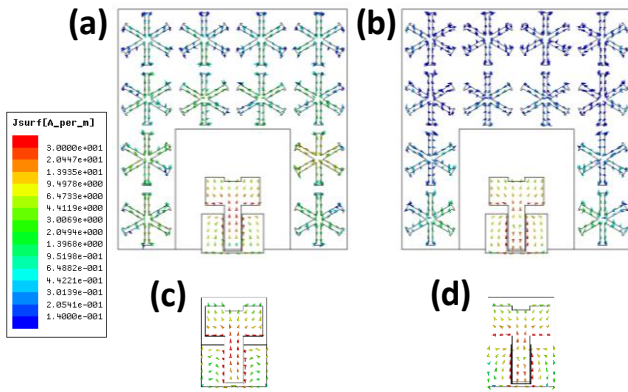 (a)
(b)
Jsurf[A_per_m]
3.0000e+001
2.0447e+001
1.3935e+001
9.4978e+000
6.4733e+000
4.4119e+000
3.0069e+000
2.0494e+000
1.3968e+000
9.5198e-001
6.4882e-001
4.4221e-001
3.0139e-001
2.0541e-001
1.4000e-001
(c)
(d)